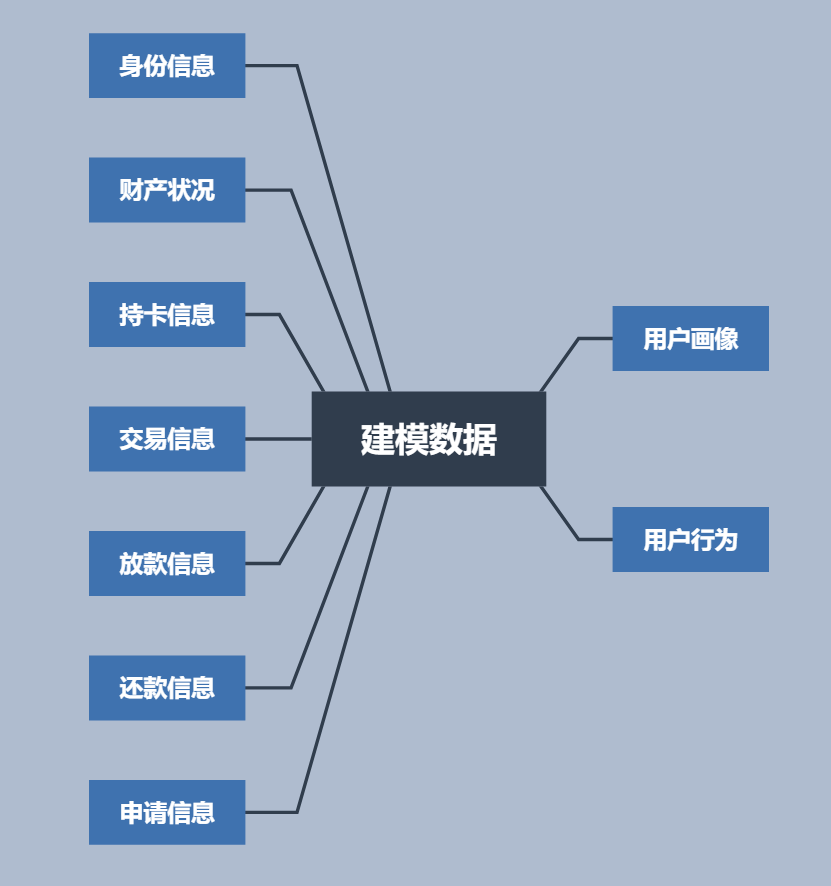 身份信息
财产状况
持卡信息
交易信息
放款信息
还款信息
申请信息
建模数据
用户画像
用户行为